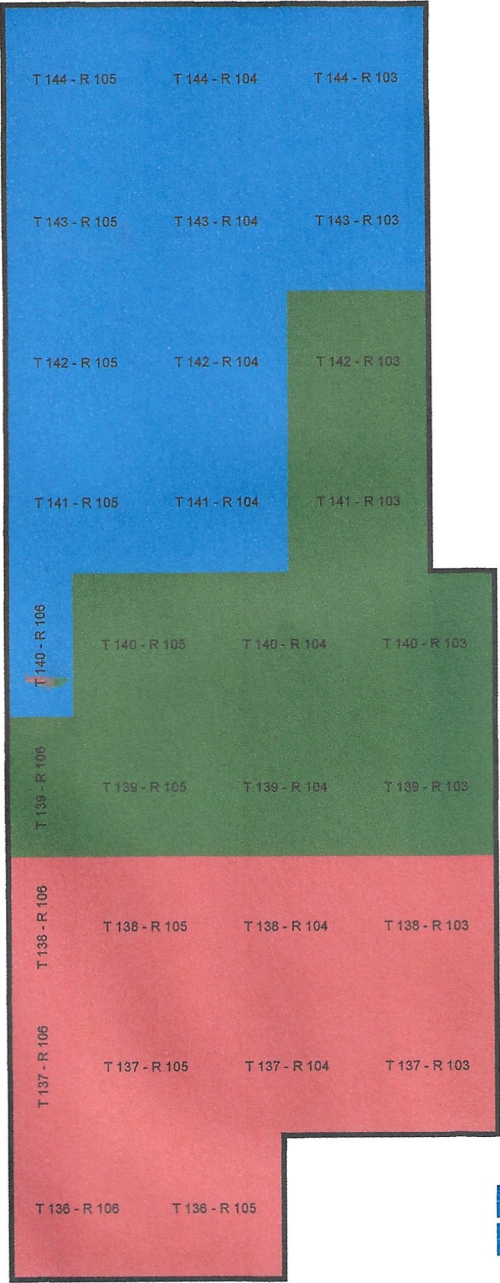 T 144 - R 105 T 144 - R 104 T 144 - R 103
T 143 - R 105 T 143 - R 104 T 143 - R 103
T 142 - R 105 T 142 - R 104 T 142 - R 103
T 141 - R 105 T 141 - R 104 T 141 - R 103
T 140 - R 106 T 140 - R 105 T 140 - R 104 T 140 - R 103
T 139 - R 106 T 139 - R 105 T 139 - R 104 T 139 - R 103
T 138 - R 106 T 138 - R 105 T 138 - R 104 T 138 - R 103
T 137 - R 106 T 137 - R 105 T 137 - R 104 T 137 - R 103
T 136 - R 106 T 136 - R 105